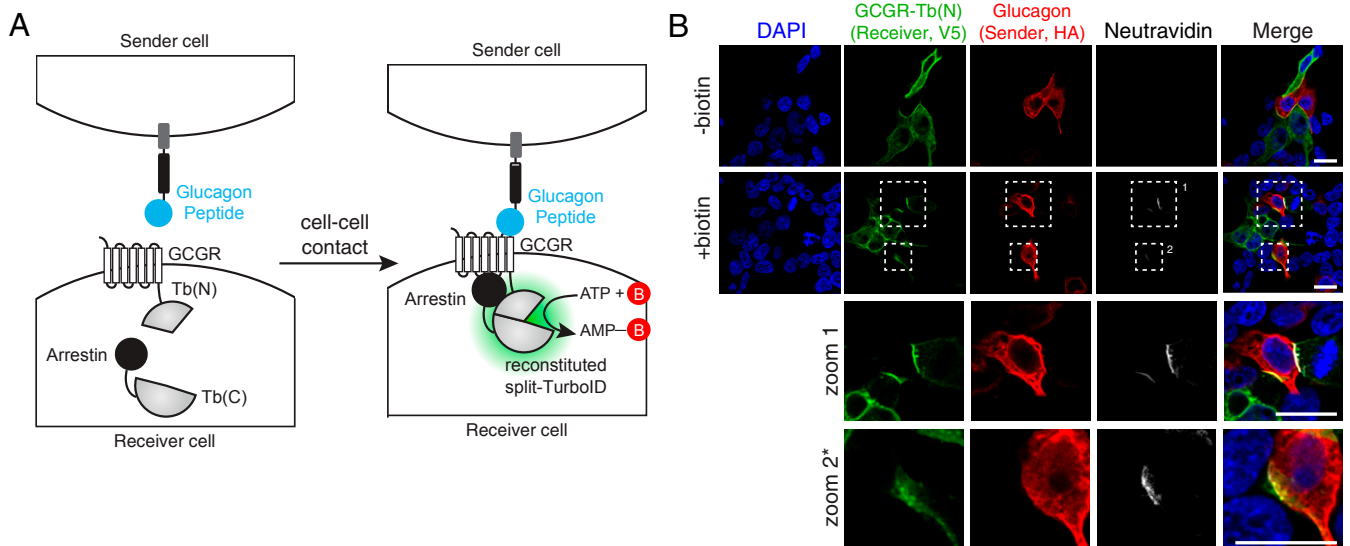 A
Sender cell
Glucagon
Peptide
GCGR
Tb(N)
Arrestin
Tb(C)
Receiver cell
cell-cell
contact
Sender cell
Glucagon
Peptide
GCGR
Arrestin
ATP + B
AMP–B
reconstituted
split-TurboID
Receiver cell
B
DAPI
GCGR-Tb(N)
(Receiver, V5)
Glucagon
(Sender, HA)
Neutravidin
Merge
-biotin
+biotin
1
2
zoom 1
zoom 2*